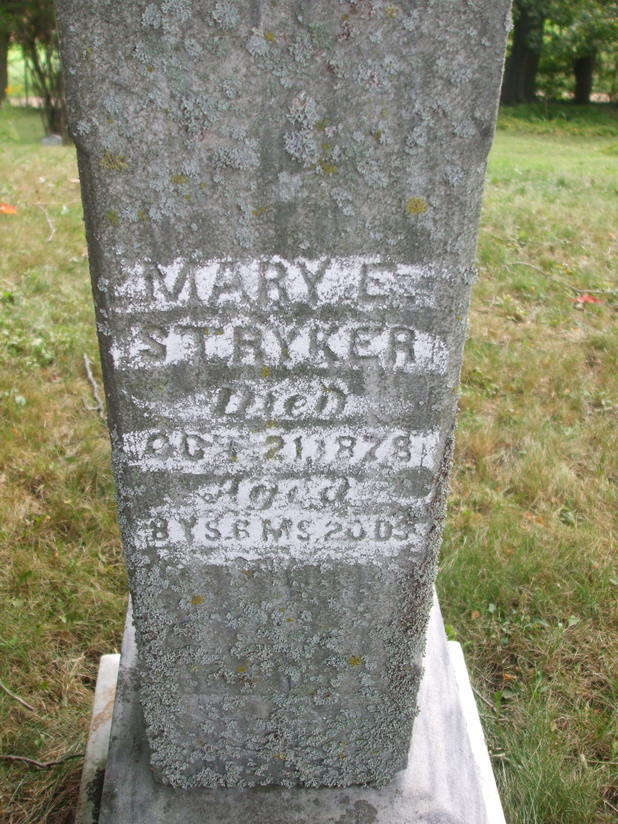 MARY E.
STRYKER
Died
OCT. 21, 1878
Aged
8 YS. 6 MS. 20 DS.